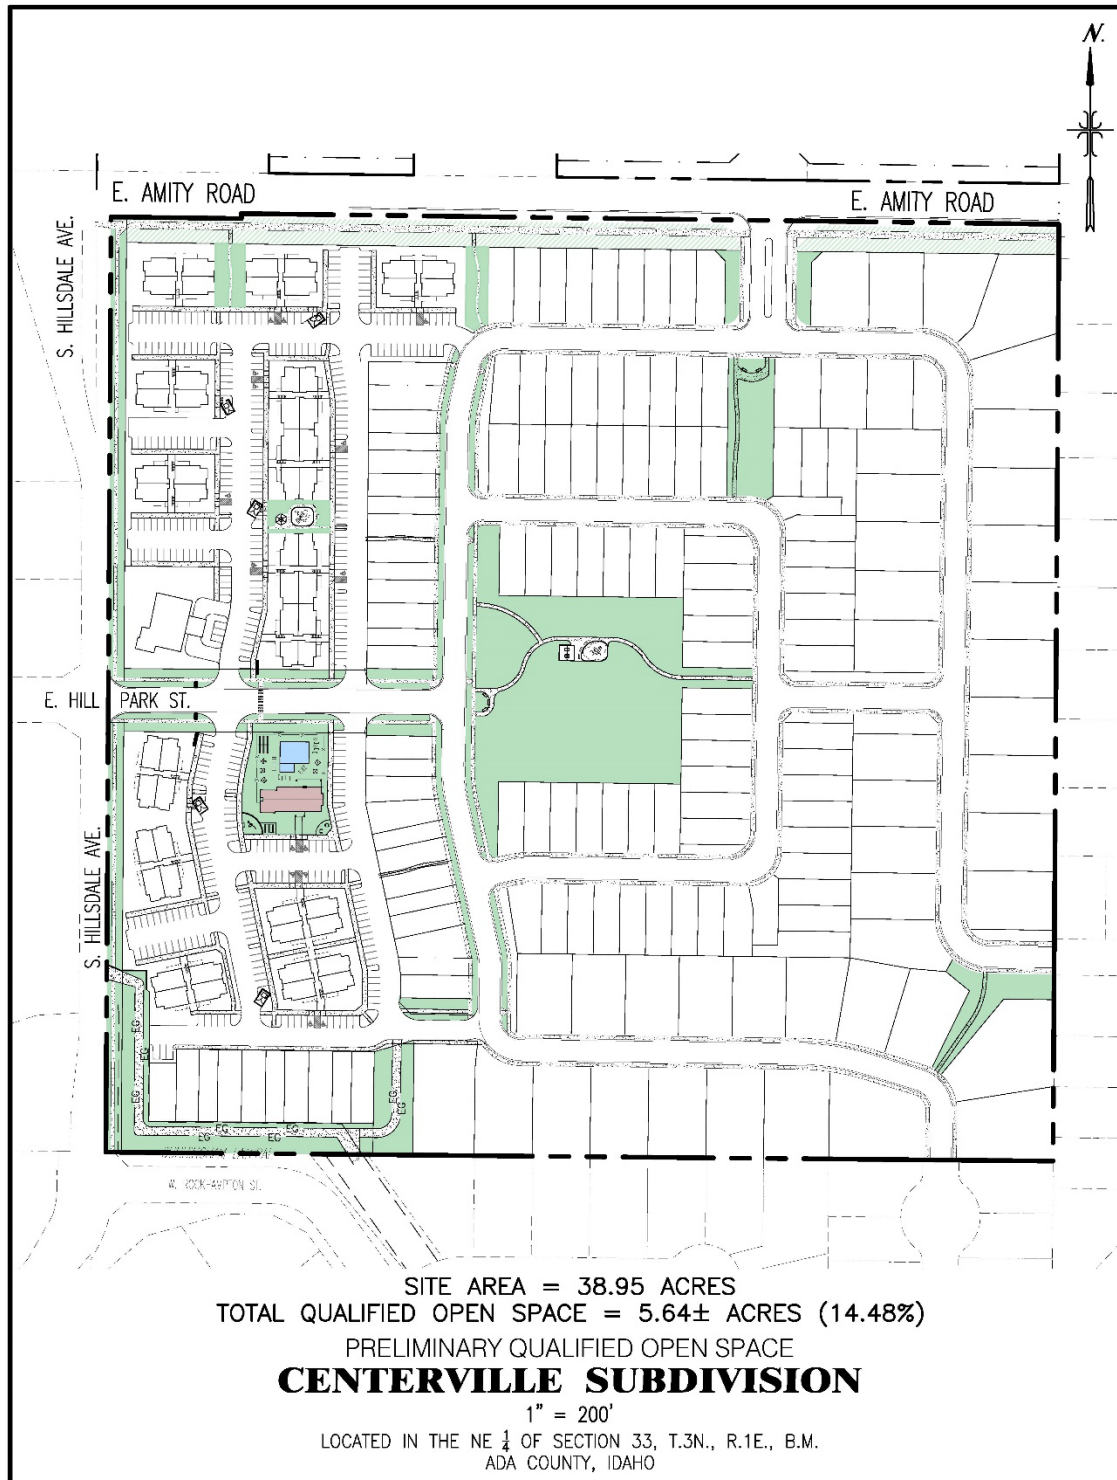 N.
E. AMITY ROAD
E. AMITY ROAD
S. HILLSDALE AVE.
E. HILL PARK ST.
S. HILLSDALE AVE.
EG
EG
EG
EG
EG
EG
EG
EG
EG
SITE AREA = 38.95 ACRES
TOTAL QUALIFIED OPEN SPACE = 5.64± ACRES (14.48%)
PRELIMINARY QUALIFIED OPEN SPACE
CENTERVILLE SUBDIVISION
1" = 200'
LOCATED IN THE NE 1/4 OF SECTION 33, T.3N., R.1E., B.M.
ADA COUNTY, IDAHO